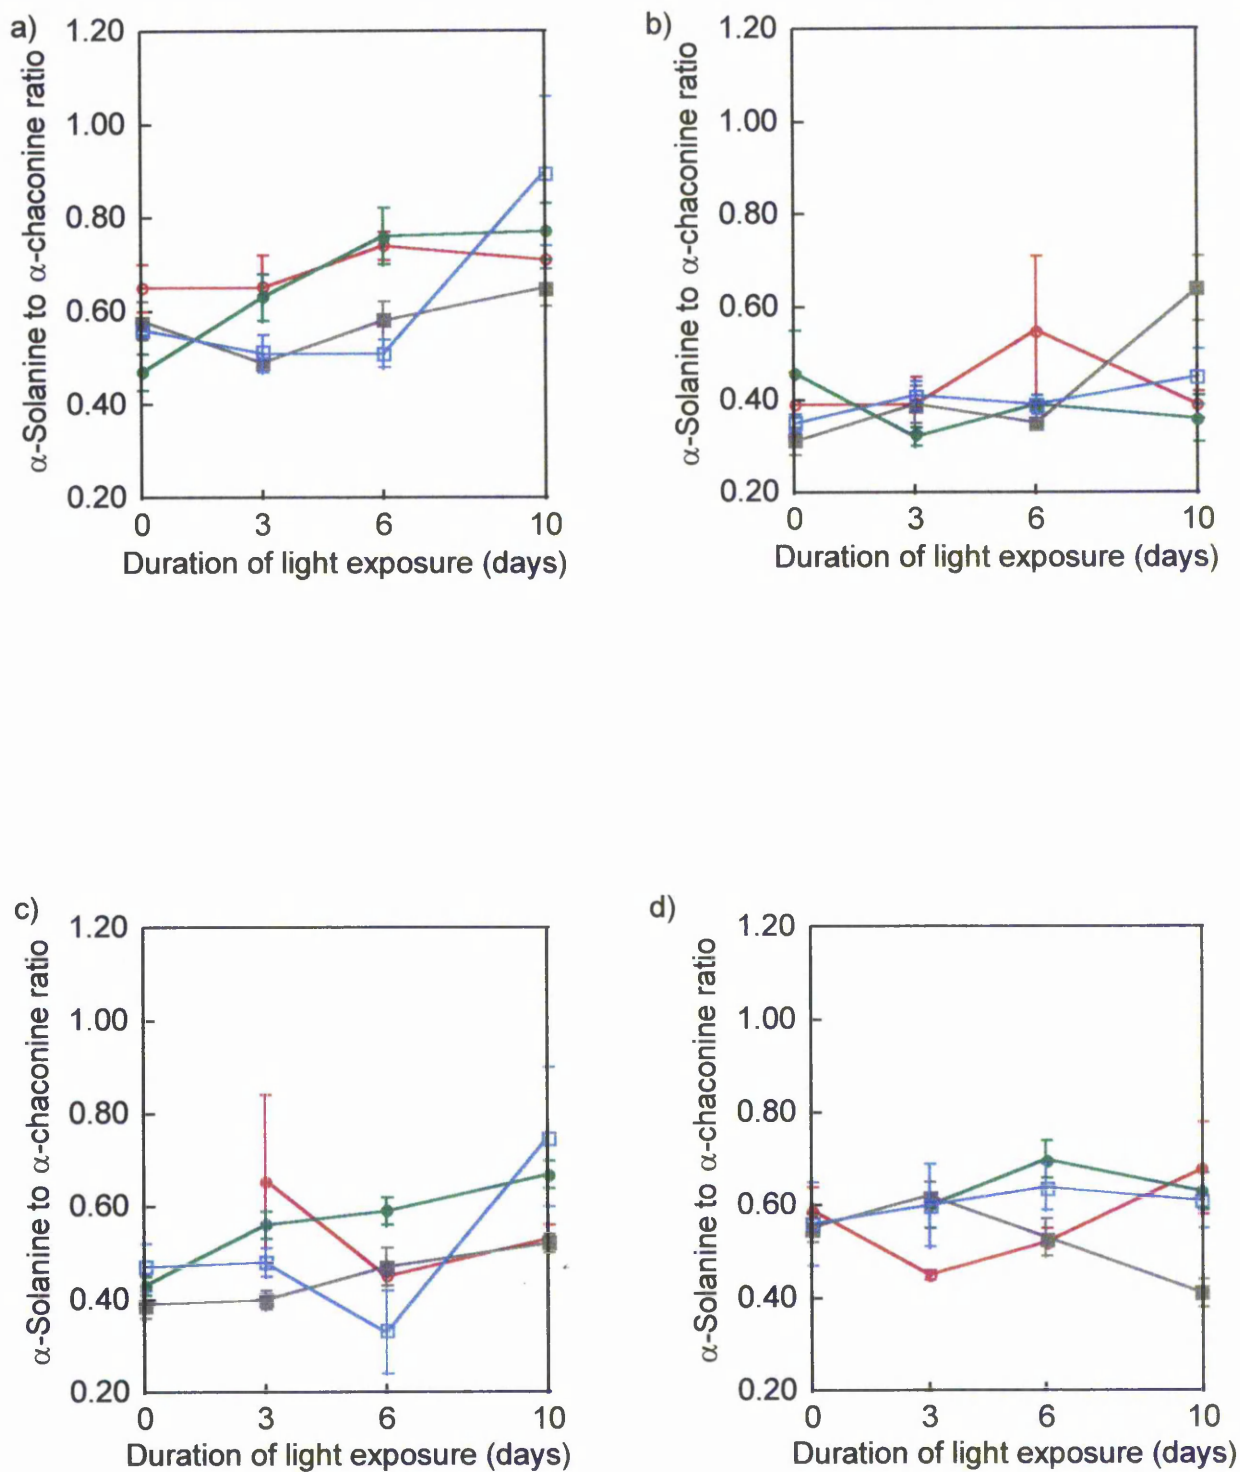 a)
α-Solanine to α-chaconine ratio
1.20
1.00
0.80
0.60
0.40
0.20
0 3 6 10
Duration of light exposure (days)
b)
α-Solanine to α-chaconine ratio
1.20
1.00
0.80
0.60
0.40
0.20
0 3 6 10
Duration of light exposure (days)
c)
α-Solanine to α-chaconine ratio
1.20
1.00
0.80
0.60
0.40
0.20
0 3 6 10
Duration of light exposure (days)
d)
α-Solanine to α-chaconine ratio
1.20
1.00
0.80
0.60
0.40
0.20
0 3 6 10
Duration of light exposure (days)